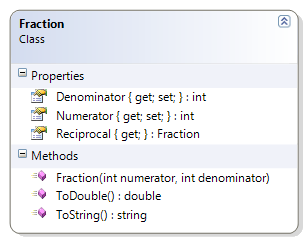 Fraction
Class
Properties
Denominator { get; set; } : int
Numerator { get; set; } : int
Reciprocal { get; } : Fraction
Methods
Fraction(int numerator, int denominator)
ToDouble() : double
ToString() : string